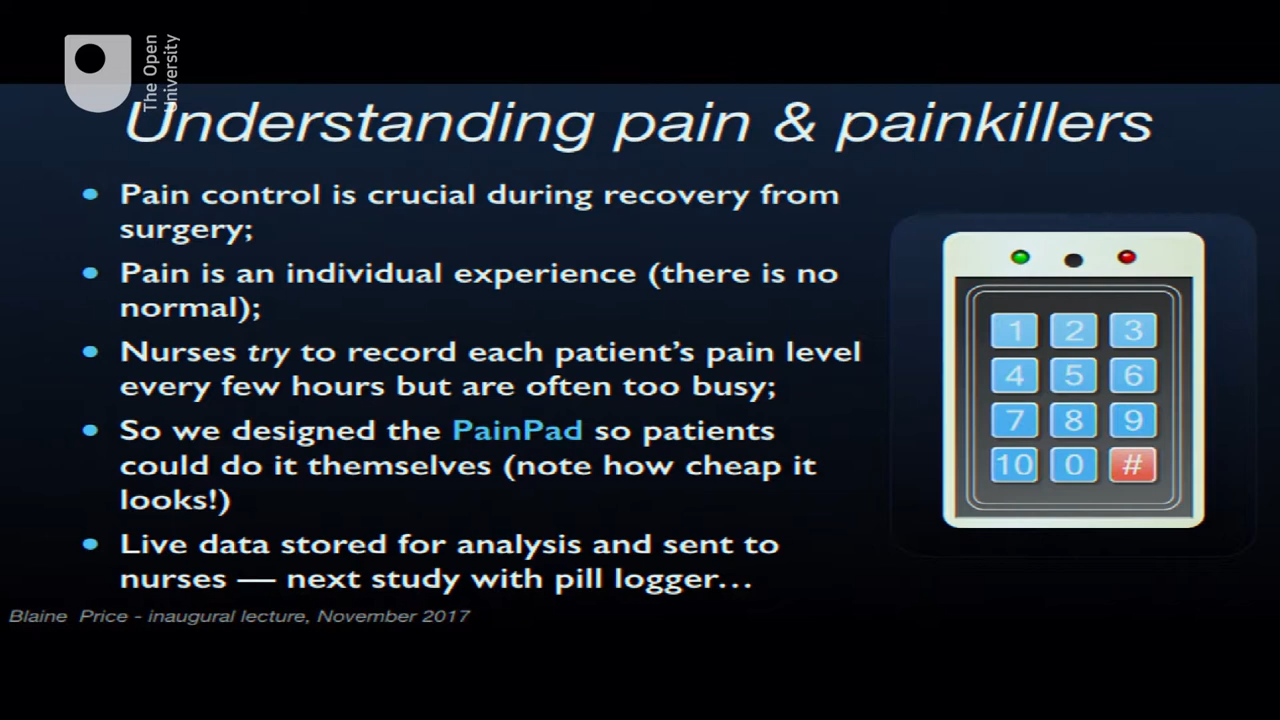 The Open
University
Understanding pain & painkillers
• Pain control is crucial during recovery from
surgery;
• Pain is an individual experience (there is no
normal);
• Nurses try to record each patient's pain level
every few hours but are often too busy;
• So we designed the PainPad so patients
could do it themselves (note how cheap it
looks!)
• Live data stored for analysis and sent to
nurses — next study with pill logger...
1 2 3
4 5 6
7 8 9
10 0 #
Blaine Price - inaugural lecture, November 2017